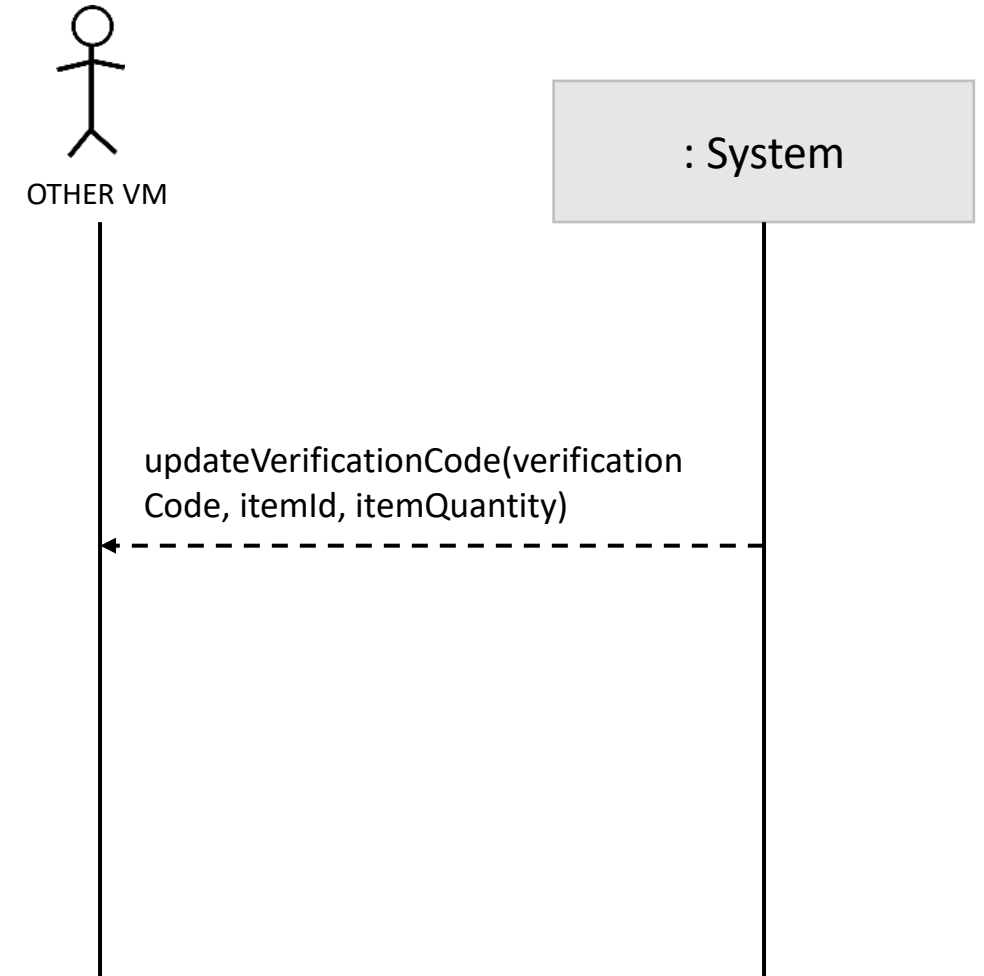 : System
OTHER VM
updateVerificationCode(verification
Code, itemId, itemQuantity)